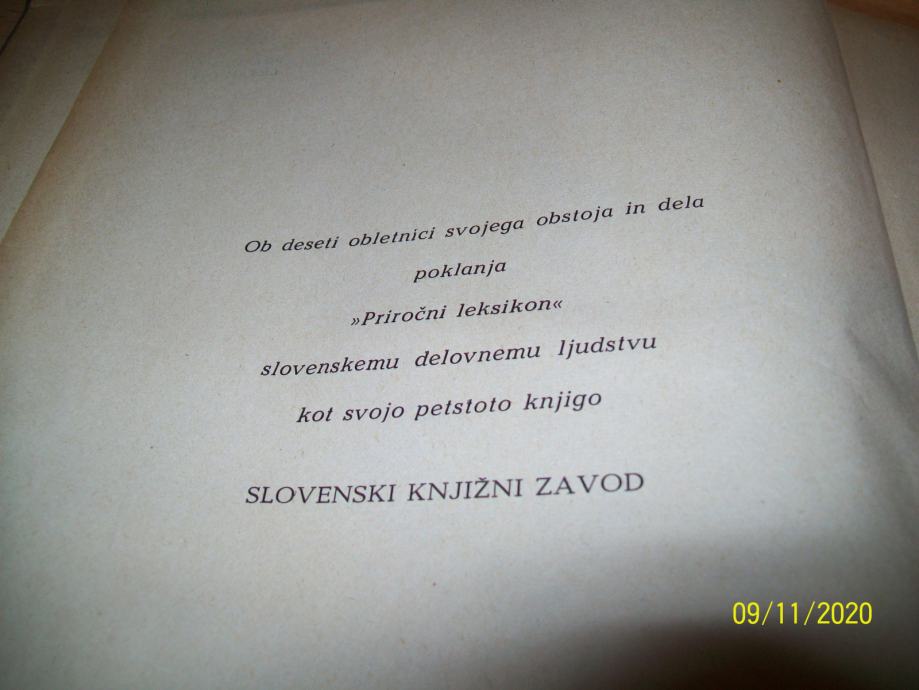 Ob deseti obletnici svojega obstoja in dela
poklanja
»Priročni leksikon«
slovenskemu delovnemu ljudstvu
kot svojo petstoto knjigo
SLOVENSKI KNJIŽNI ZAVOD
09/11/2020